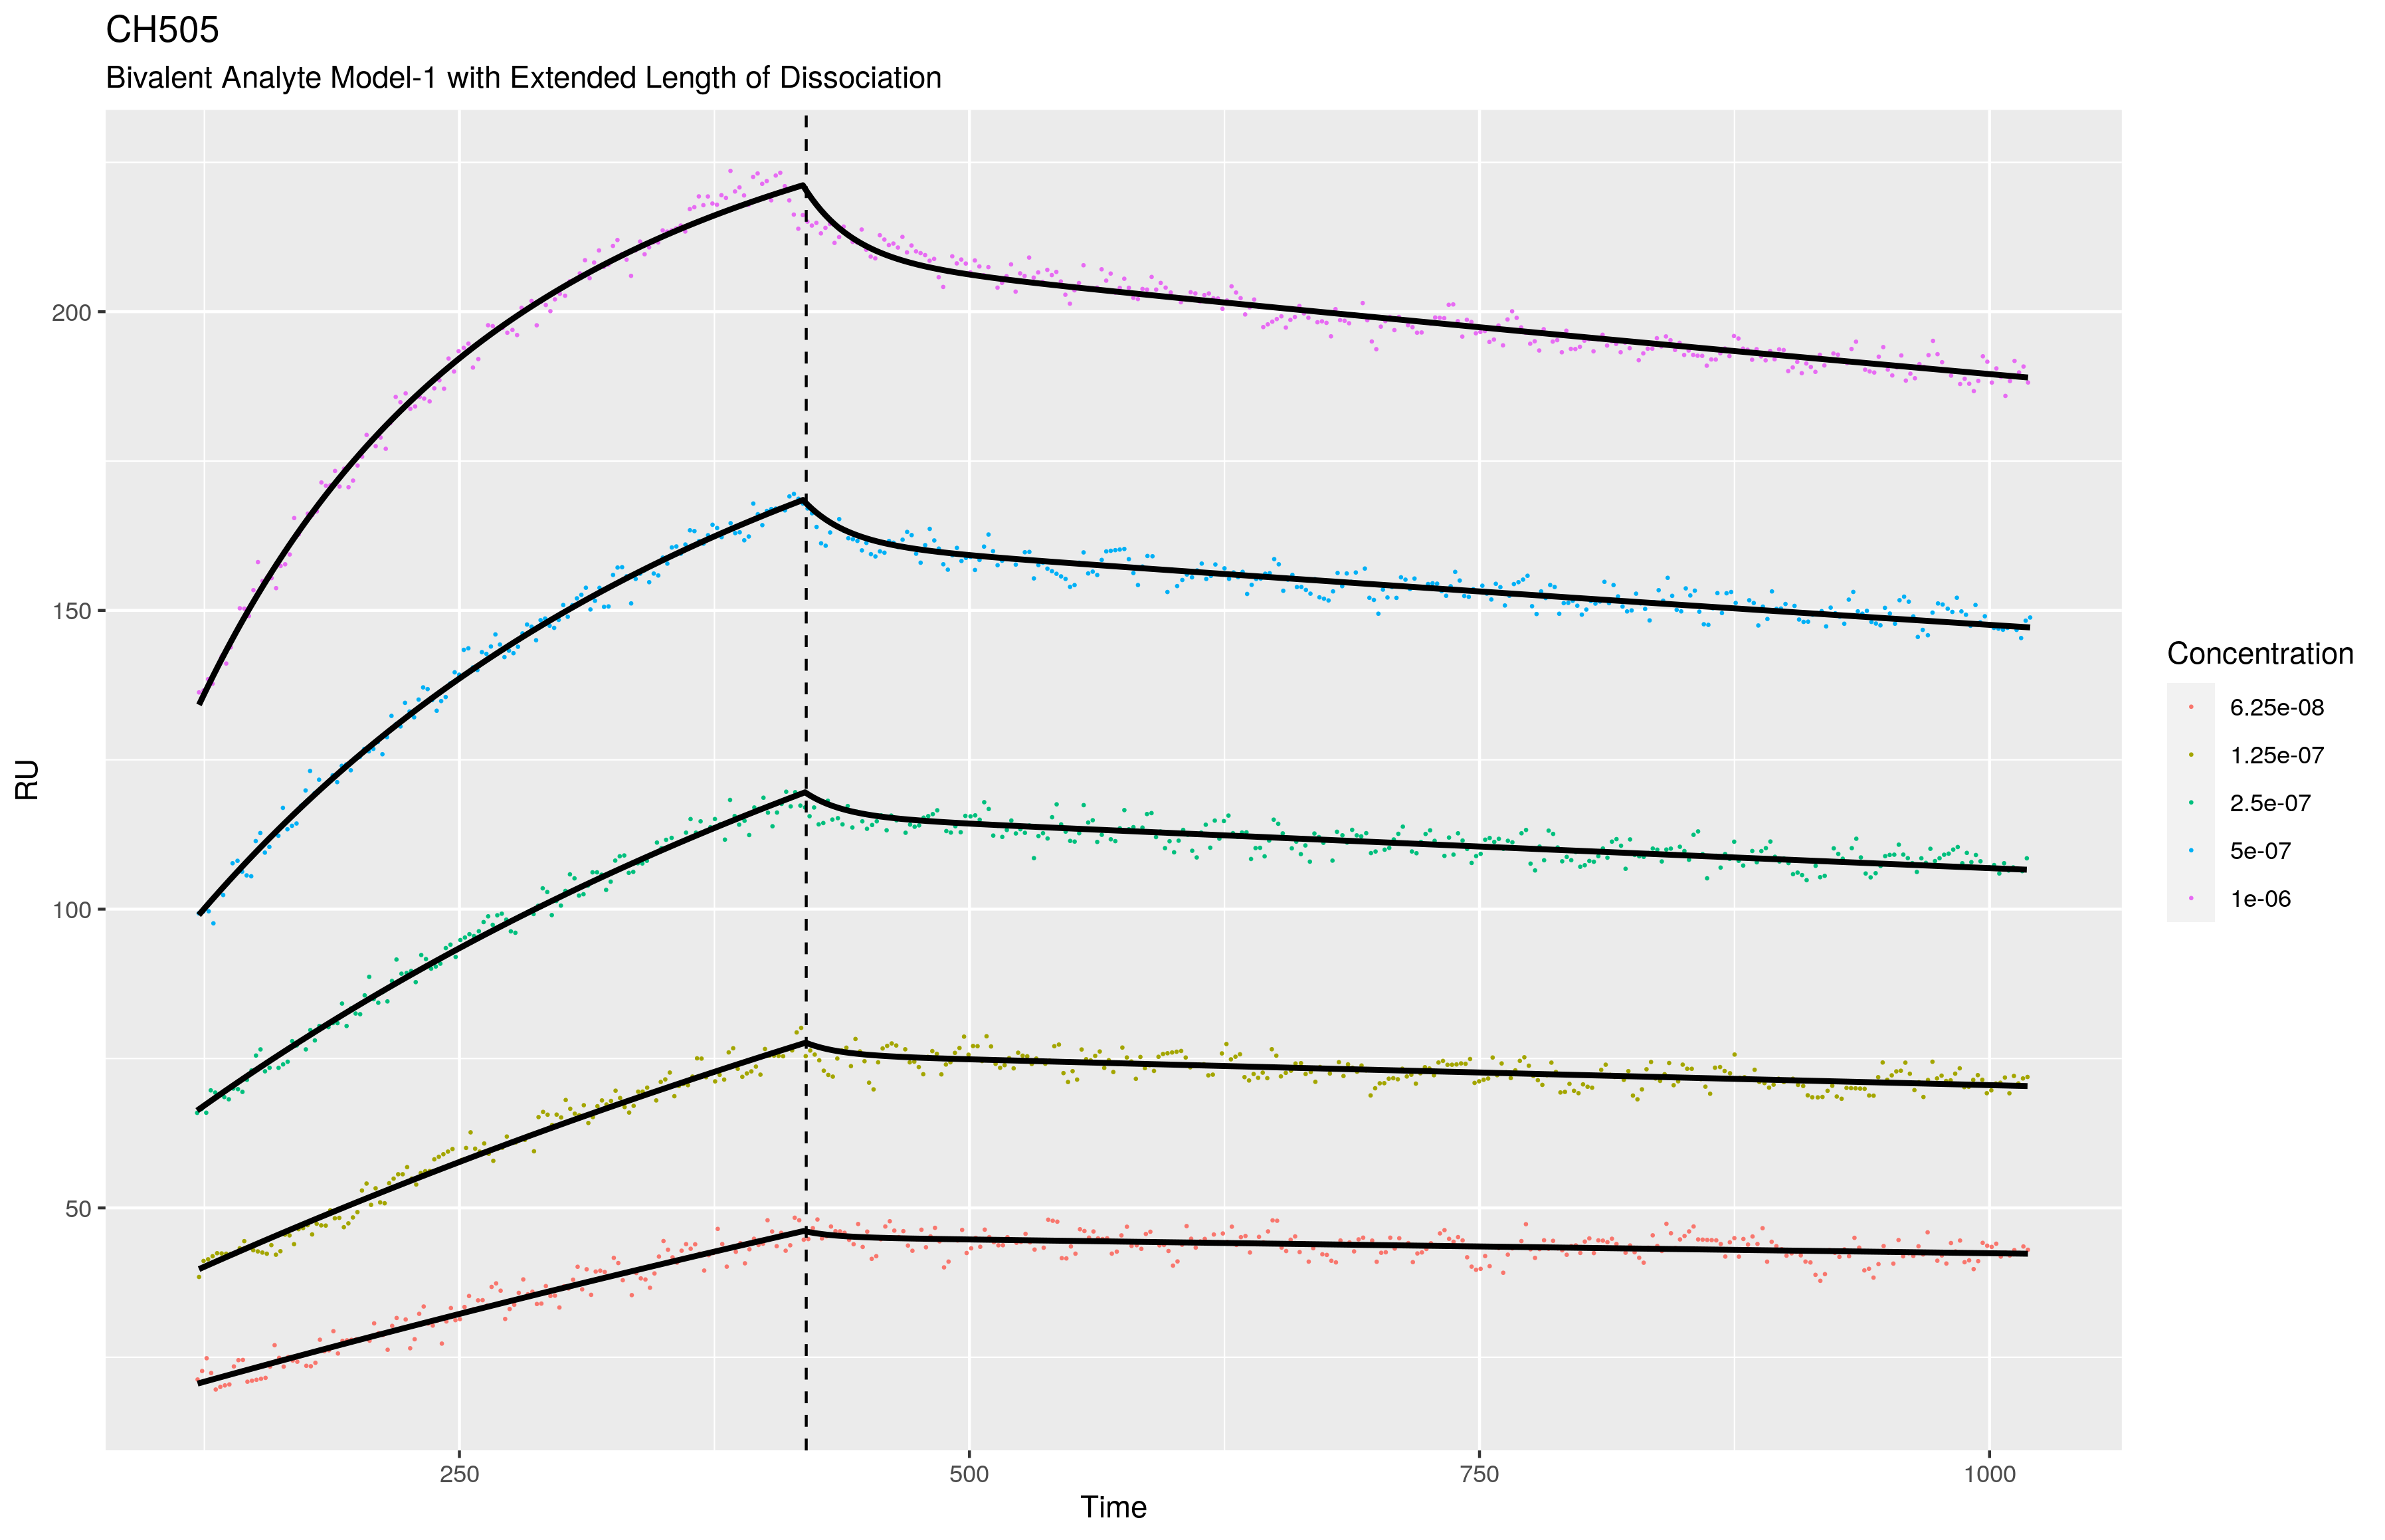 CH505
Bivalent Analyte Model-1 with Extended Length of Dissociation
200
150
100
50
RU
250
500
750
1000
Time
Concentration
6.25e-08
1.25e-07
2.5e-07
5e-07
1e-06